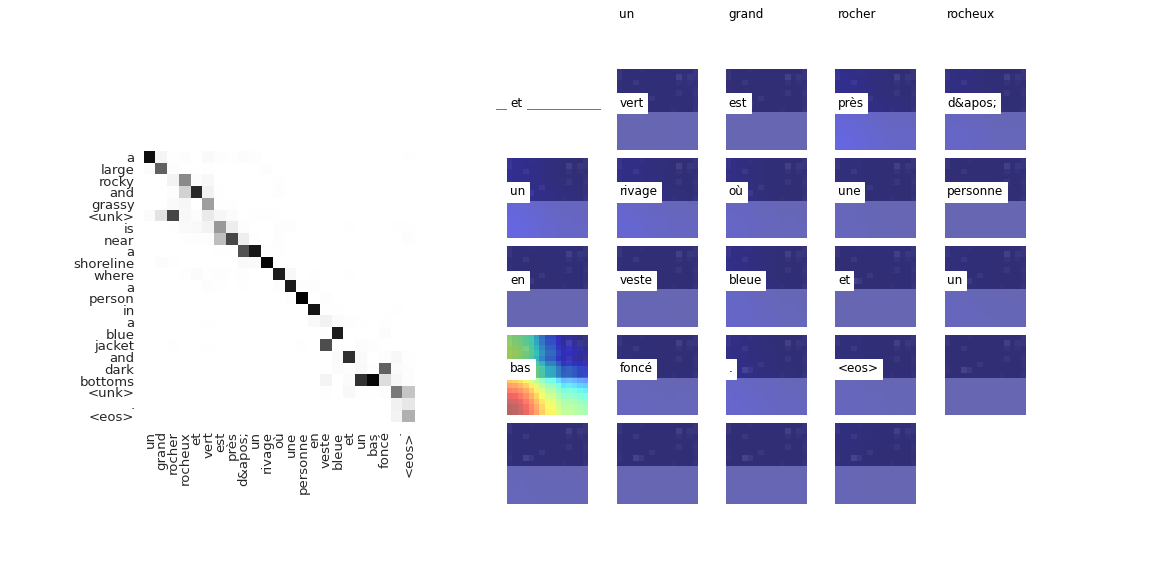 a
large
rocky
and
grassy
<unk>
is
near
a
shoreline
where
a
person
in
a
blue
jacket
and
dark
bottoms
<unk>
.
<eos>
un
grand
rocher
rocheux
et
vert
est
près
d&apos;
un
rivage
où
une
personne
en
veste
bleue
et
un
bas
foncé
.
<eos>
un grand rocher rocheux
et vert est près d&apos;
un rivage où une personne
en veste bleue et un
bas foncé . <eos>